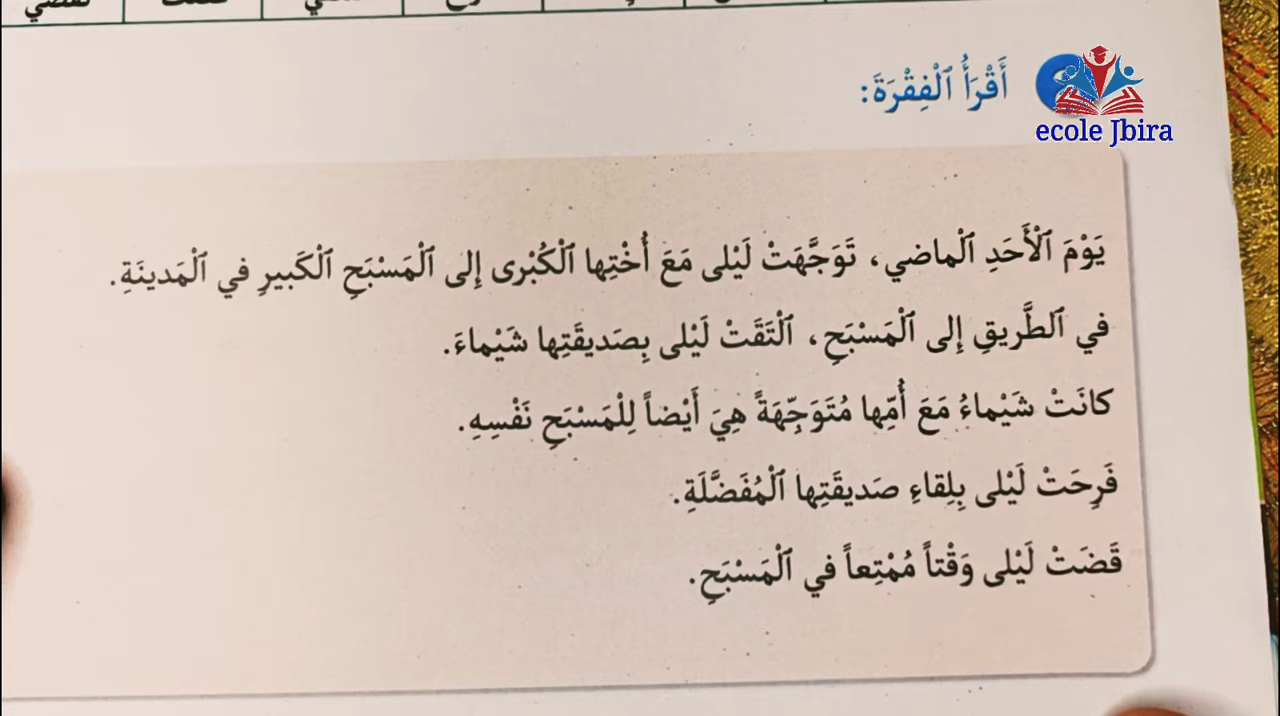 أَقْرَأُ ٱلْفِقْرَةَ:
ecole Jbira
يَوْمَ ٱلْأَحَدِ ٱلْماضي، تَوَجَّهَتْ لَيْلى مَعَ أُخْتِها ٱلْكُبْرى إِلى ٱلْمَسْبَحِ ٱلْكَبيرِ في ٱلْمَدينَةِ.
في ٱلطَّريقِ إِلى ٱلْمَسْبَحِ، ٱلْتَقَتْ لَيْلى بِصَديقَتِها شَيْماءَ.
كانَتْ شَيْماءُ مَعَ أُمِّها مُتَوَجِّهَةً هِيَ أَيْضاً لِلْمَسْبَحِ نَفْسِهِ.
فَرِحَتْ لَيْلى بِلِقاءِ صَديقَتِها ٱلْمُفَضَّلَةِ.
قَضَتْ لَيْلى وَقْتاً مُمْتِعاً في ٱلْمَسْبَحِ.